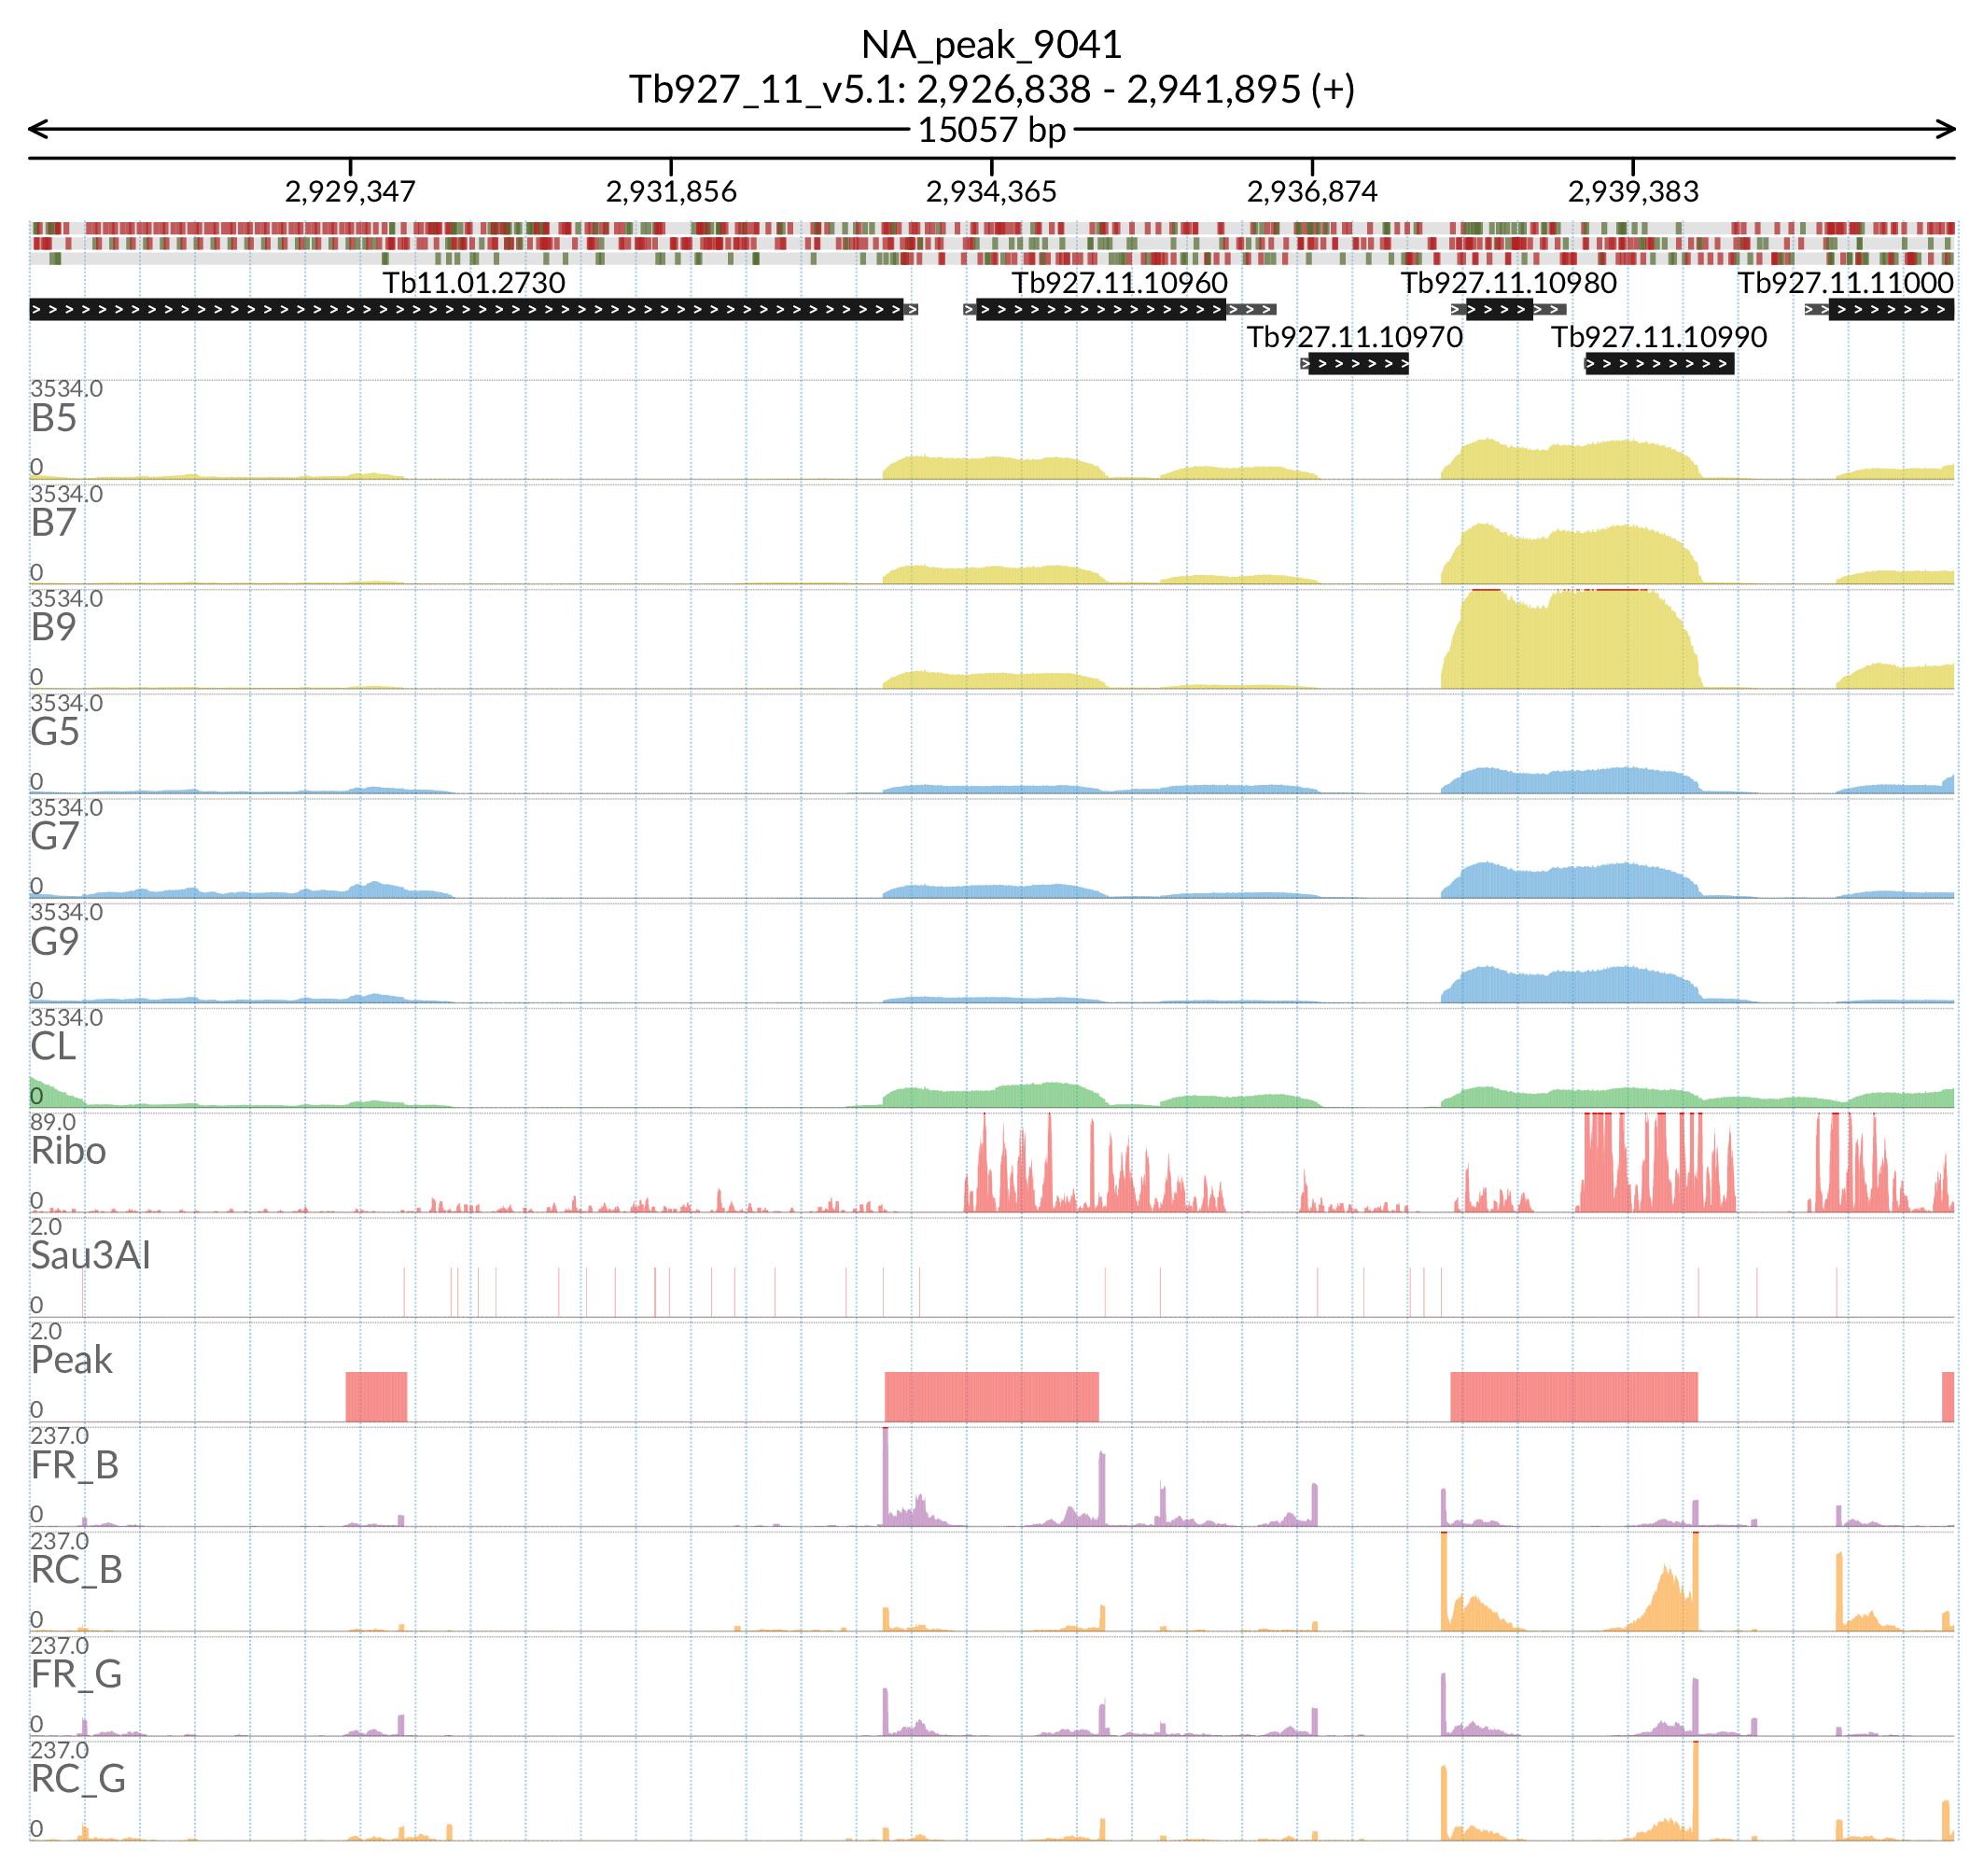 NA_peak_9041
Tb927_11_v5.1: 2,926,838 - 2,941,895 (+)
15057 bp
2,929,347 2,931,856 2,934,365 2,936,874 2,939,383
Tb11.01.2730 Tb927.11.10960 Tb927.11.10980 Tb927.11.11000
Tb927.11.10970 Tb927.11.10990
3534.0
B5
0
3534.0
B7
0
3534.0
B9
0
3534.0
G5
0
3534.0
G7
0
3534.0
G9
0
3534.0
CL
0
89.0
Ribo
0
2.0
Sau3AI
0
2.0
Peak
0
237.0
FR_B
0
237.0
RC_B
0
237.0
FR_G
0
237.0
RC_G
0